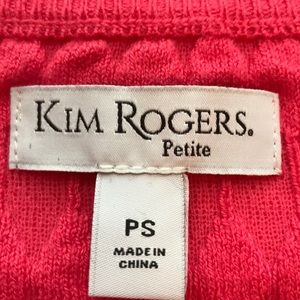 KIM ROGERS.
Petite
PS
MADE IN
CHINA